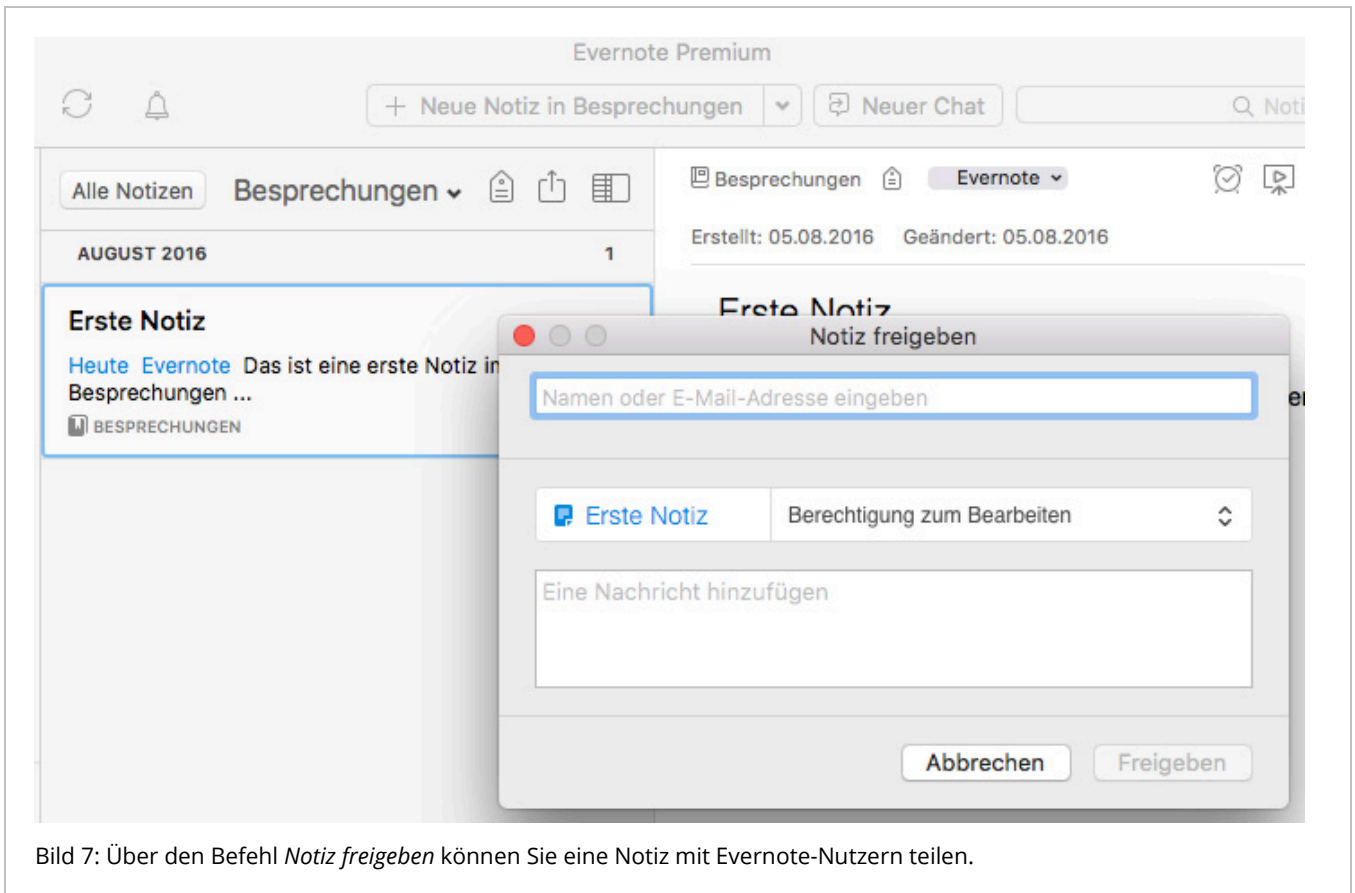 Evernote Premium
+ Neue Notiz in Besprechungen
Neuer Chat
Noti
Alle Notizen
Besprechungen
Besprechungen
Evernote
Erstellt: 05.08.2016 Geändert: 05.08.2016
AUGUST 2016 1
Erste Notiz
Heute Evernote Das ist eine erste Notiz in
Besprechungen ...
BESPRECHUNGEN
Erste Notiz
Notiz freigeben
Namen oder E-Mail-Adresse eingeben
Erste Notiz
Berechtigung zum Bearbeiten
Eine Nachricht hinzufügen
Abbrechen
Freigeben
Bild 7: Über den Befehl Notiz freigeben können Sie eine Notiz mit Evernote-Nutzern teilen.